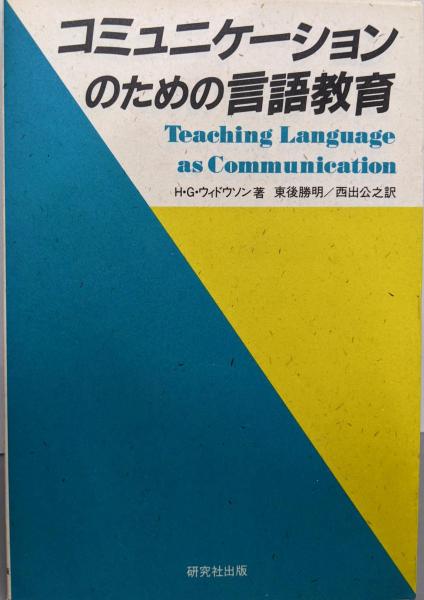 コミュニケーション
のための言語教育
Teaching Language
as Communication
H・G・ウィドウソン著 東後勝明／西出公之訳
研究社出版